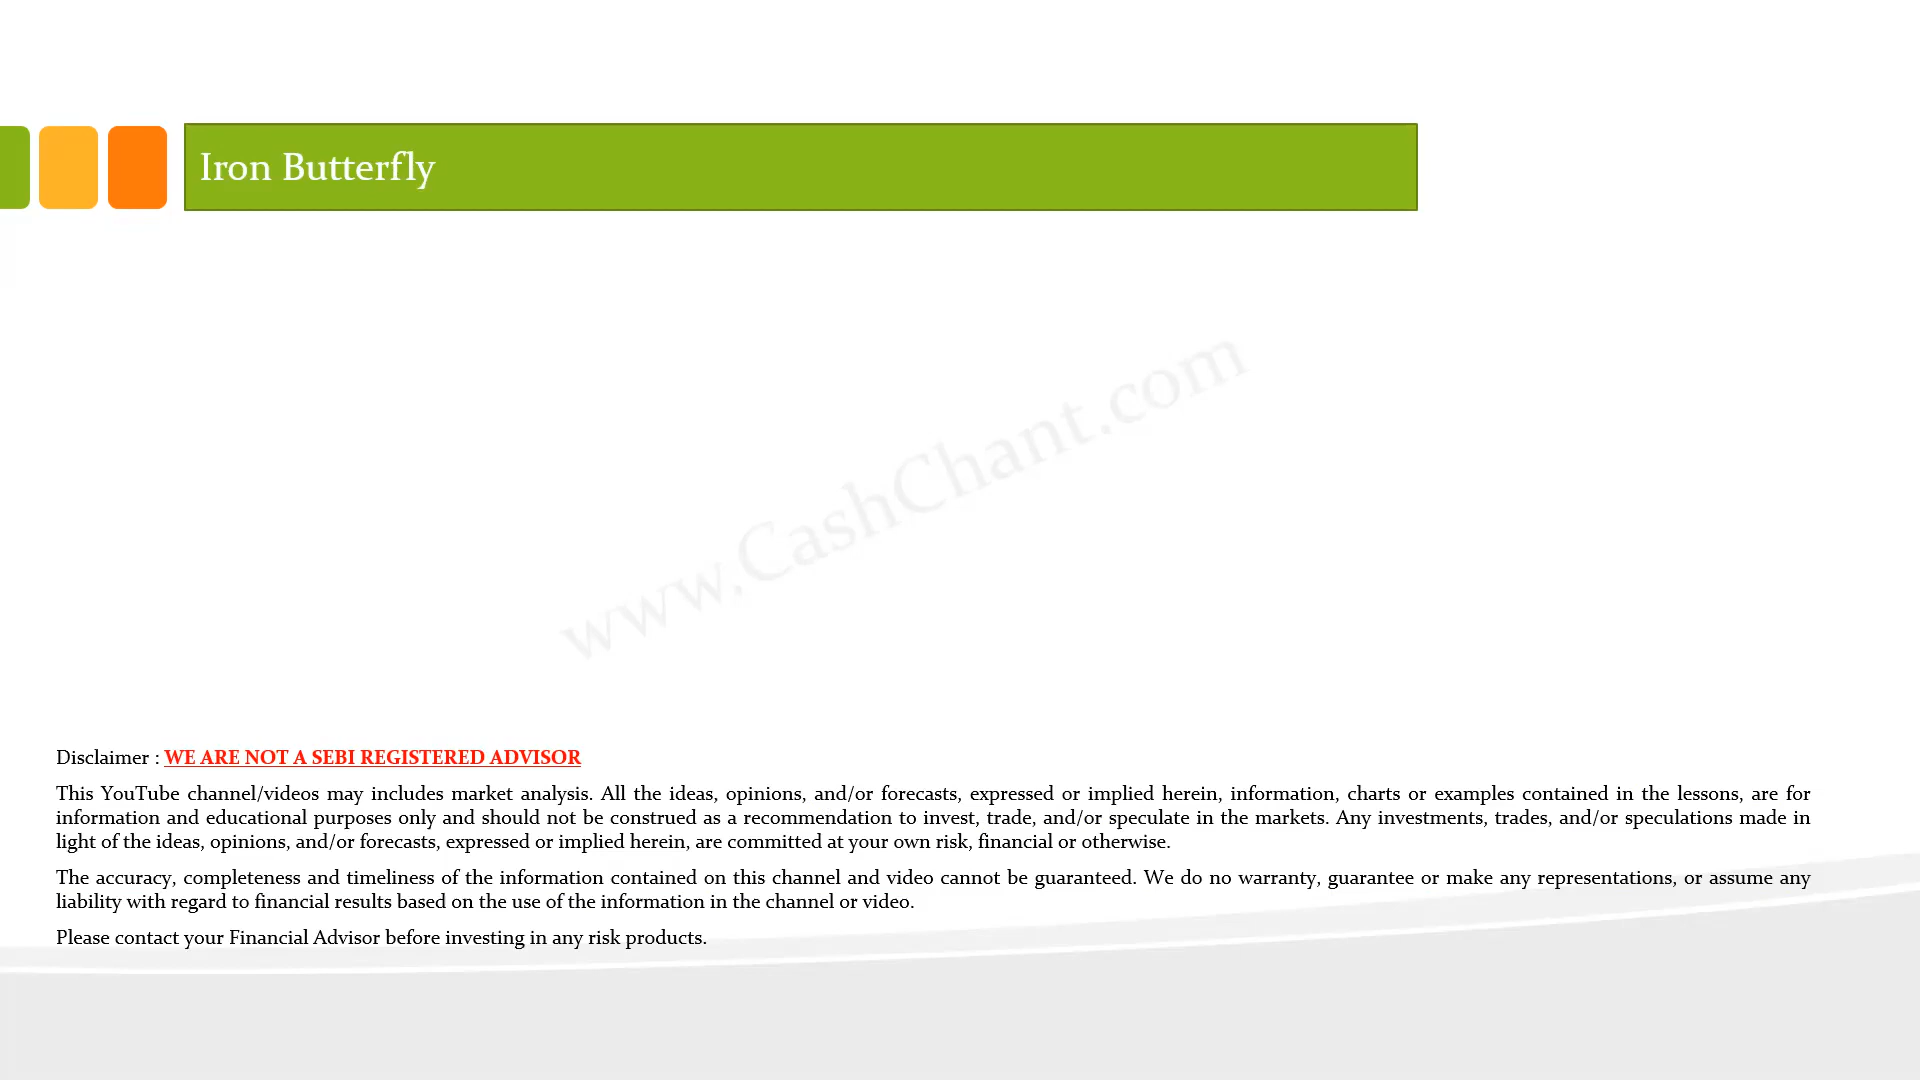 Iron Butterfly
www.CashChant.com
Disclaimer : WE ARE NOT A SEBI REGISTERED ADVISOR
This YouTube channel/videos may includes market analysis. All the ideas, opinions, and/or forecasts, expressed or implied herein, information, charts or examples contained in the lessons, are for
information and educational purposes only and should not be construed as a recommendation to invest, trade, and/or speculate in the markets. Any investments, trades, and/or speculations made in
light of the ideas, opinions, and/or forecasts, expressed or implied herein, are committed at your own risk, financial or otherwise.
The accuracy, completeness and timeliness of the information contained on this channel and video cannot be guaranteed. We do no warranty, guarantee or make any representations, or assume any
liability with regard to financial results based on the use of the information in the channel or video.
Please contact your Financial Advisor before investing in any risk products.